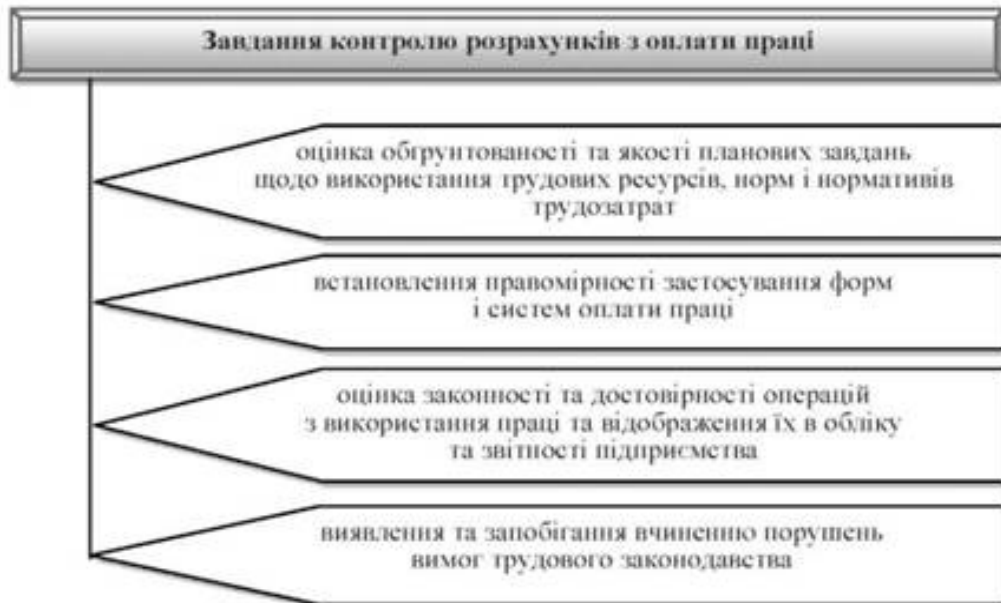 Завдання контролю розрахунків з оплати праці
оцінка обґрунтованості та якості планових завдань
щодо використання трудових ресурсів, норм і нормативів
трудозатрат
встановлення правомірності застосування форм
і систем оплати праці
оцінка законності та достовірності операцій
з використання праці та відображення їх в обліку
та звітності підприємства
виявлення та запобігання вчиненню порушень
вимог трудового законодавства